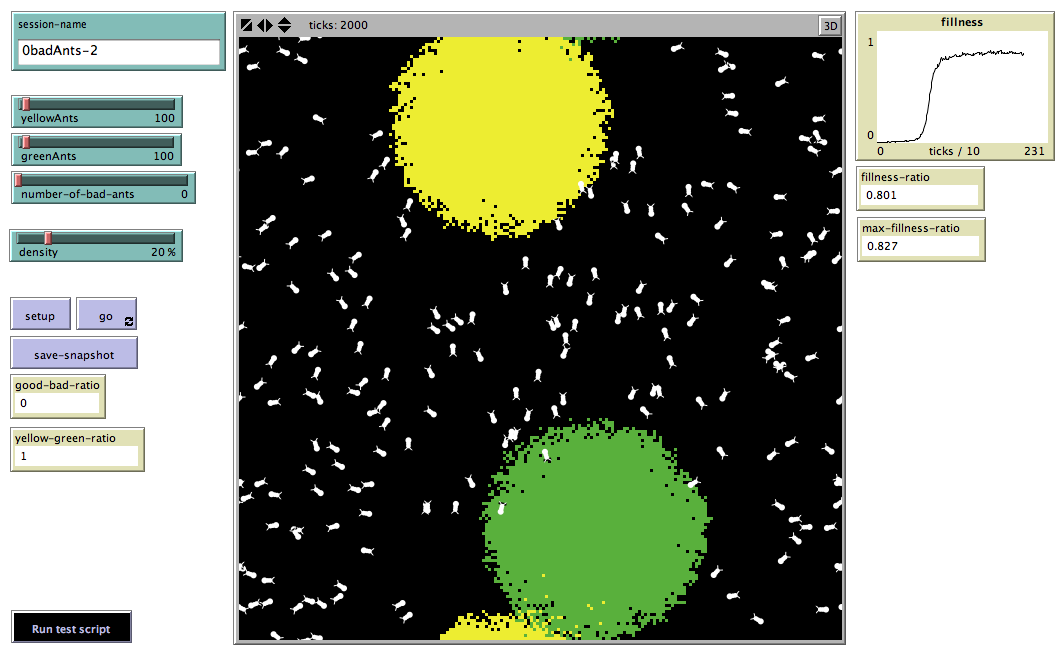 session-name
0badAnts-2
yellowAnts 100
greenAnts 100
number-of-bad-ants 0
density 20 %
setup
go
save-snapshot
good-bad-ratio
0
yellow-green-ratio
1
Run test script
ticks: 2000
3D
fillness
1
0
0 ticks / 10 231
fillness-ratio
0.801
max-fillness-ratio
0.827